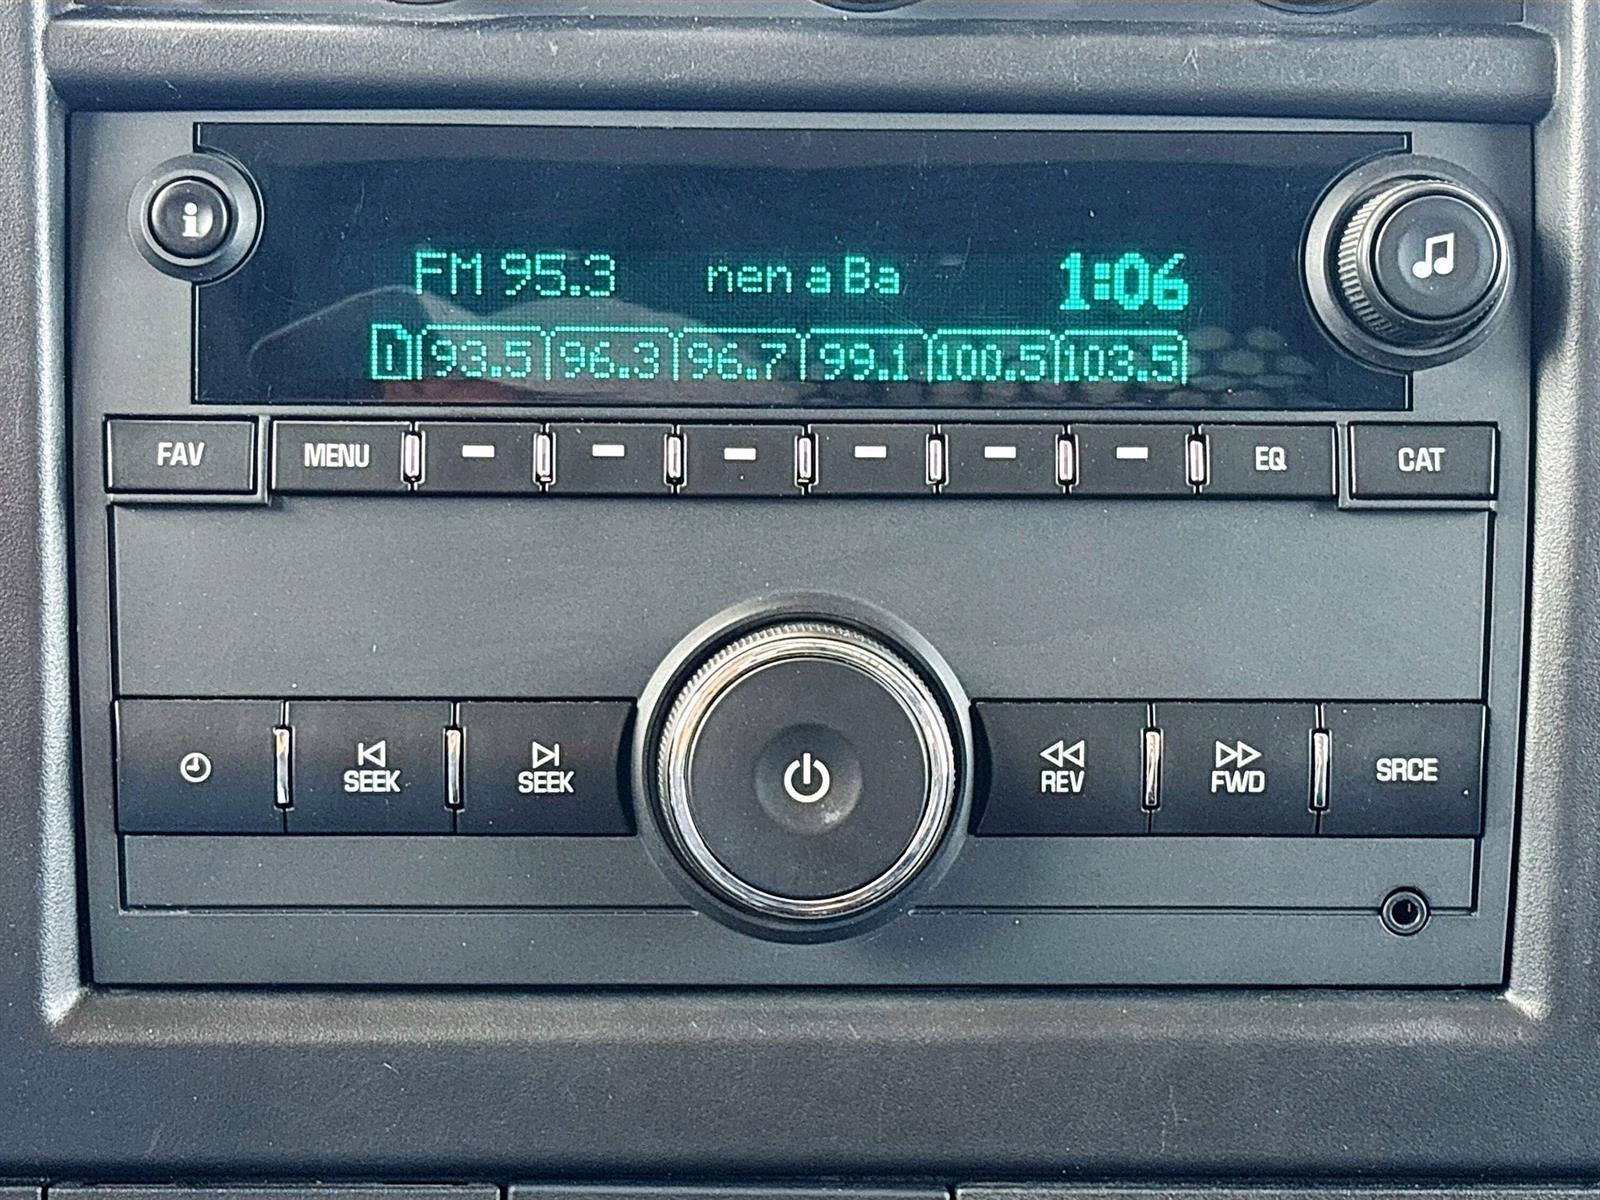 i
FM 95.3 nen a Ba 1:06
1 93.5 96.3 96.7 99.1 100.5 103.5
FAV MENU EQ CAT
SEEK SEEK REV FWD SRCE